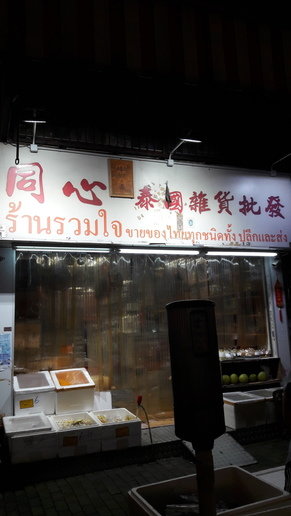 同心 泰國雜貨批發
ร้านรวมใจ ขายของไทยทุกชนิดทั้ง ปลีกและส่ง